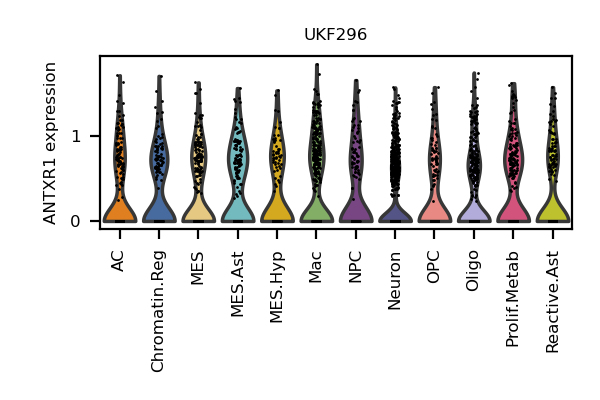 UKF296
ANTXR1 expression
1
0
AC
Chromatin.Reg
MES
MES.Ast
MES.Hyp
Mac
NPC
Neuron
OPC
Oligo
Prolif.Metab
Reactive.Ast